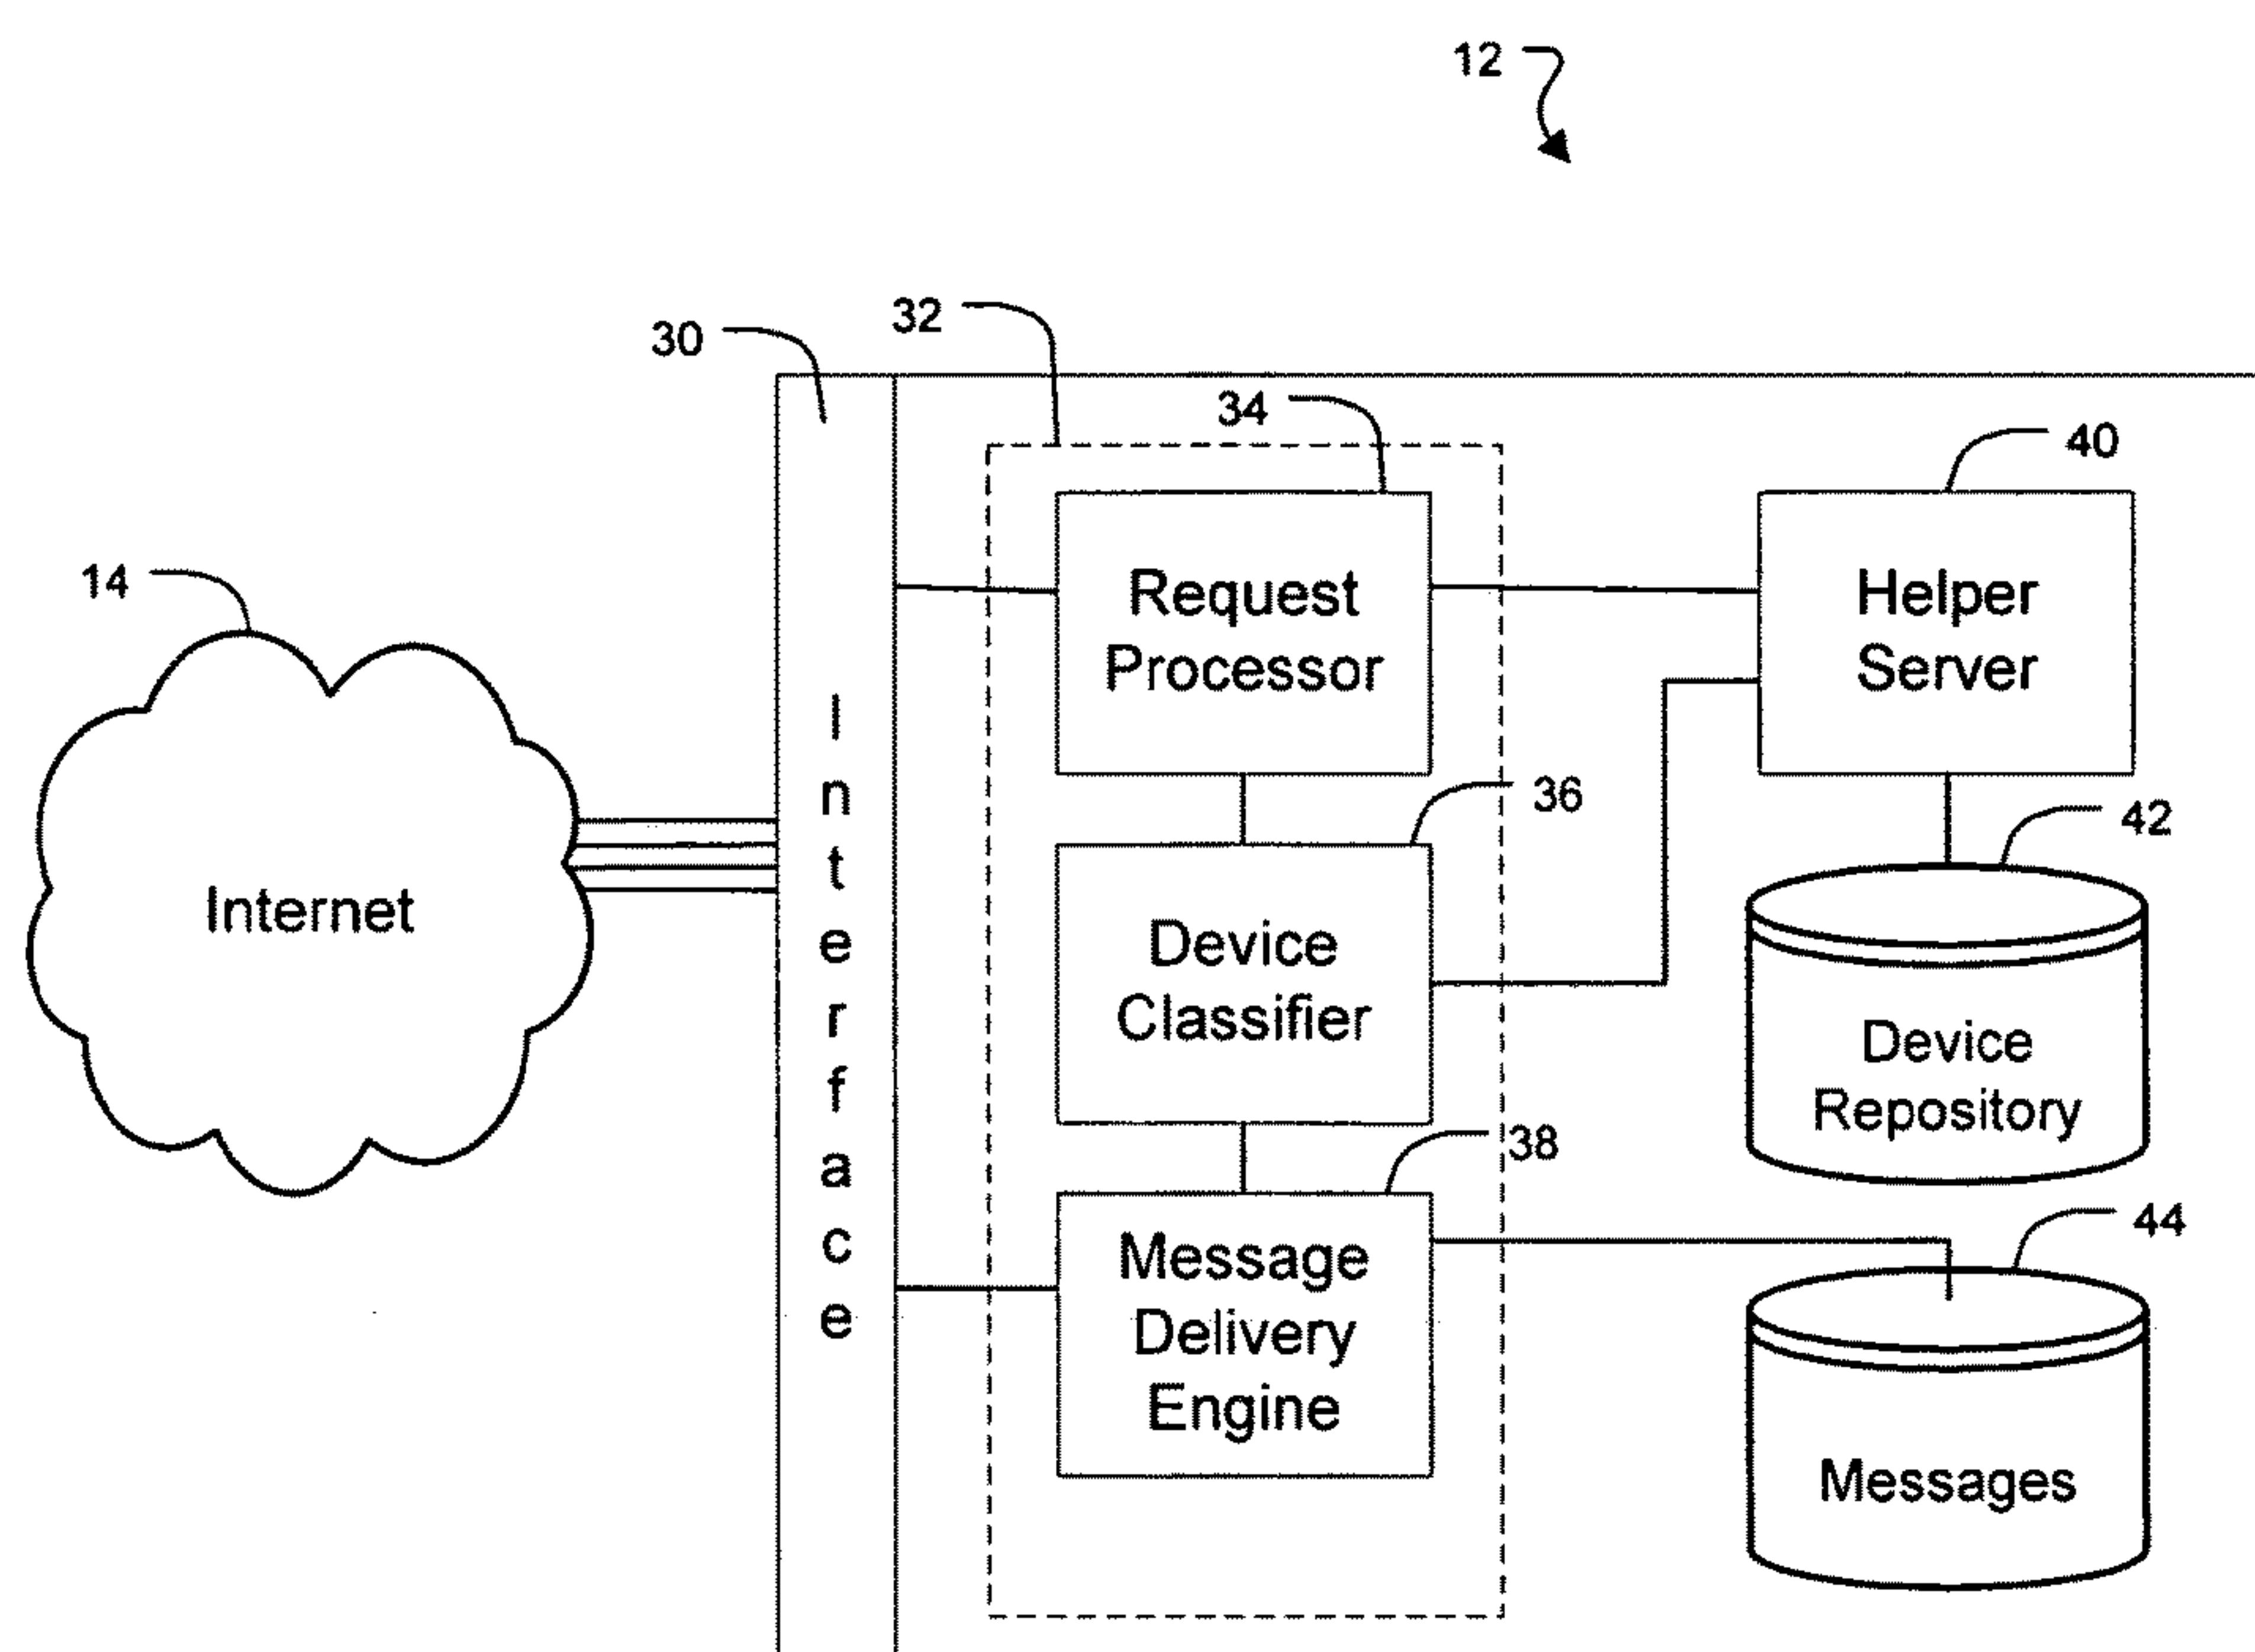 12
32
30
34
40
14
Request
Processor
Helper
Server
36
42
Internet
Interface
Device
Classifier
Device
Repository
38
44
Message
Delivery
Engine
Messages